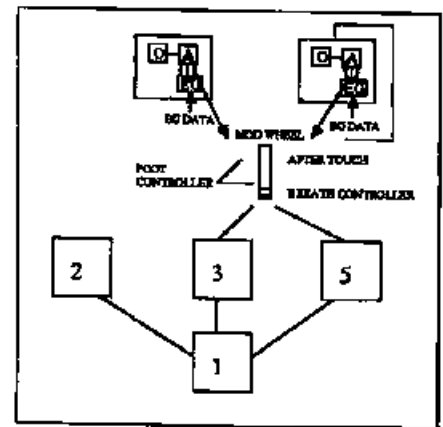 O A O A
EG EG
EG DATA EG DATA
MOD WHEEL
AFTER TOUCH
FOOT
CONTROLLER
BREATH CONTROLLER
2 3 5
1